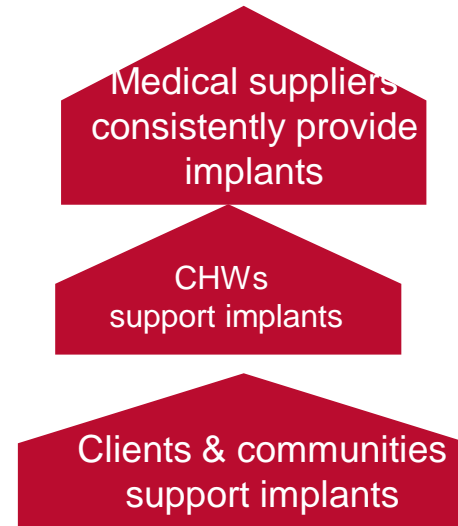 Medical suppliers
consistently provide
implants
CHWs
support implants
Clients & communities
support implants